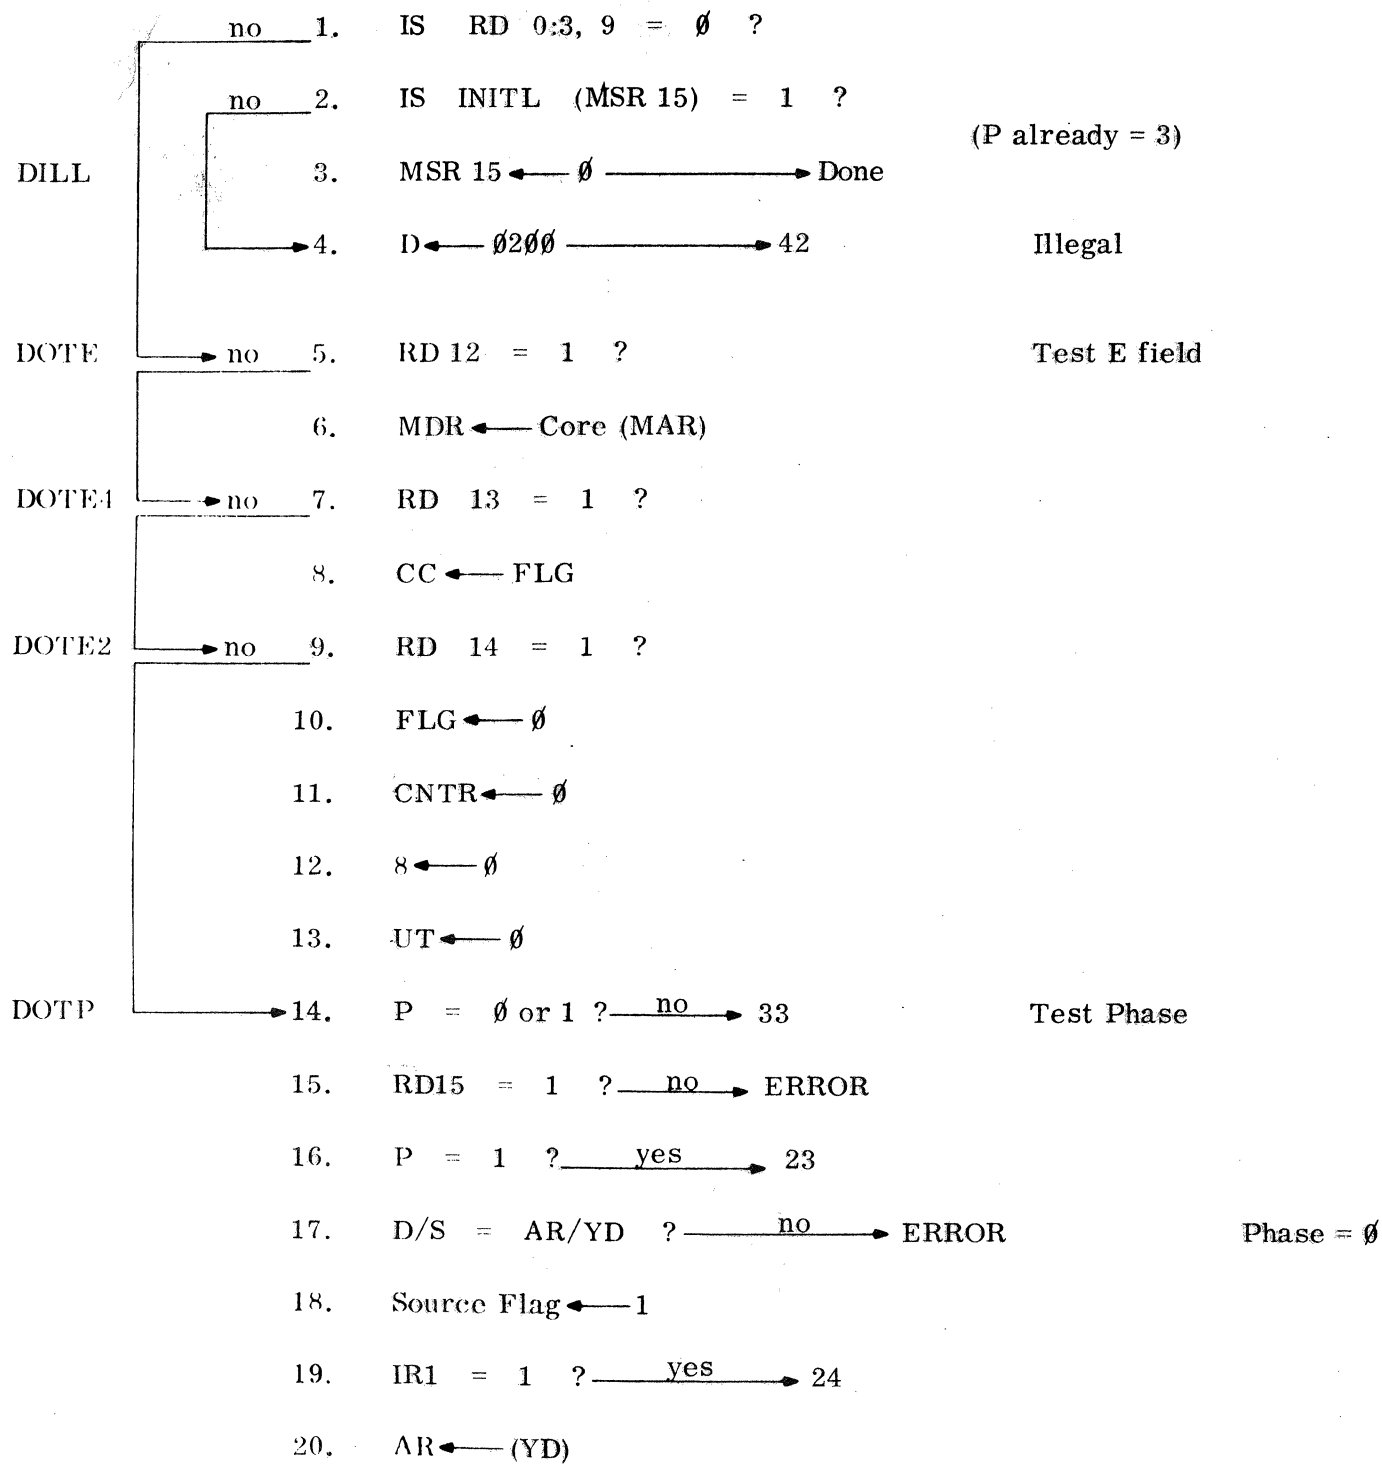 no 1. IS RD 0:3, 9 = Ø ?
no 2. IS INITL (MSR 15) = 1 ?
(P already = 3)
DILL 3. MSR 15 ← Ø → Done
4. D ← Ø2ØØ → 42 Illegal
DOTE no 5. RD 12 = 1 ? Test E field
6. MDR ← Core (MAR)
DOTE1 no 7. RD 13 = 1 ?
8. CC ← FLG
DOTE2 no 9. RD 14 = 1 ?
10. FLG ← Ø
11. CNTR ← Ø
12. 8 ← Ø
13. UT ← Ø
DOTP 14. P = Ø or 1 ? no → 33 Test Phase
15. RD15 = 1 ? no → ERROR
16. P = 1 ? yes → 23
17. D/S = AR/YD ? no → ERROR Phase = Ø
18. Source Flag ← 1
19. IR1 = 1 ? yes → 24
20. AR ← (YD)